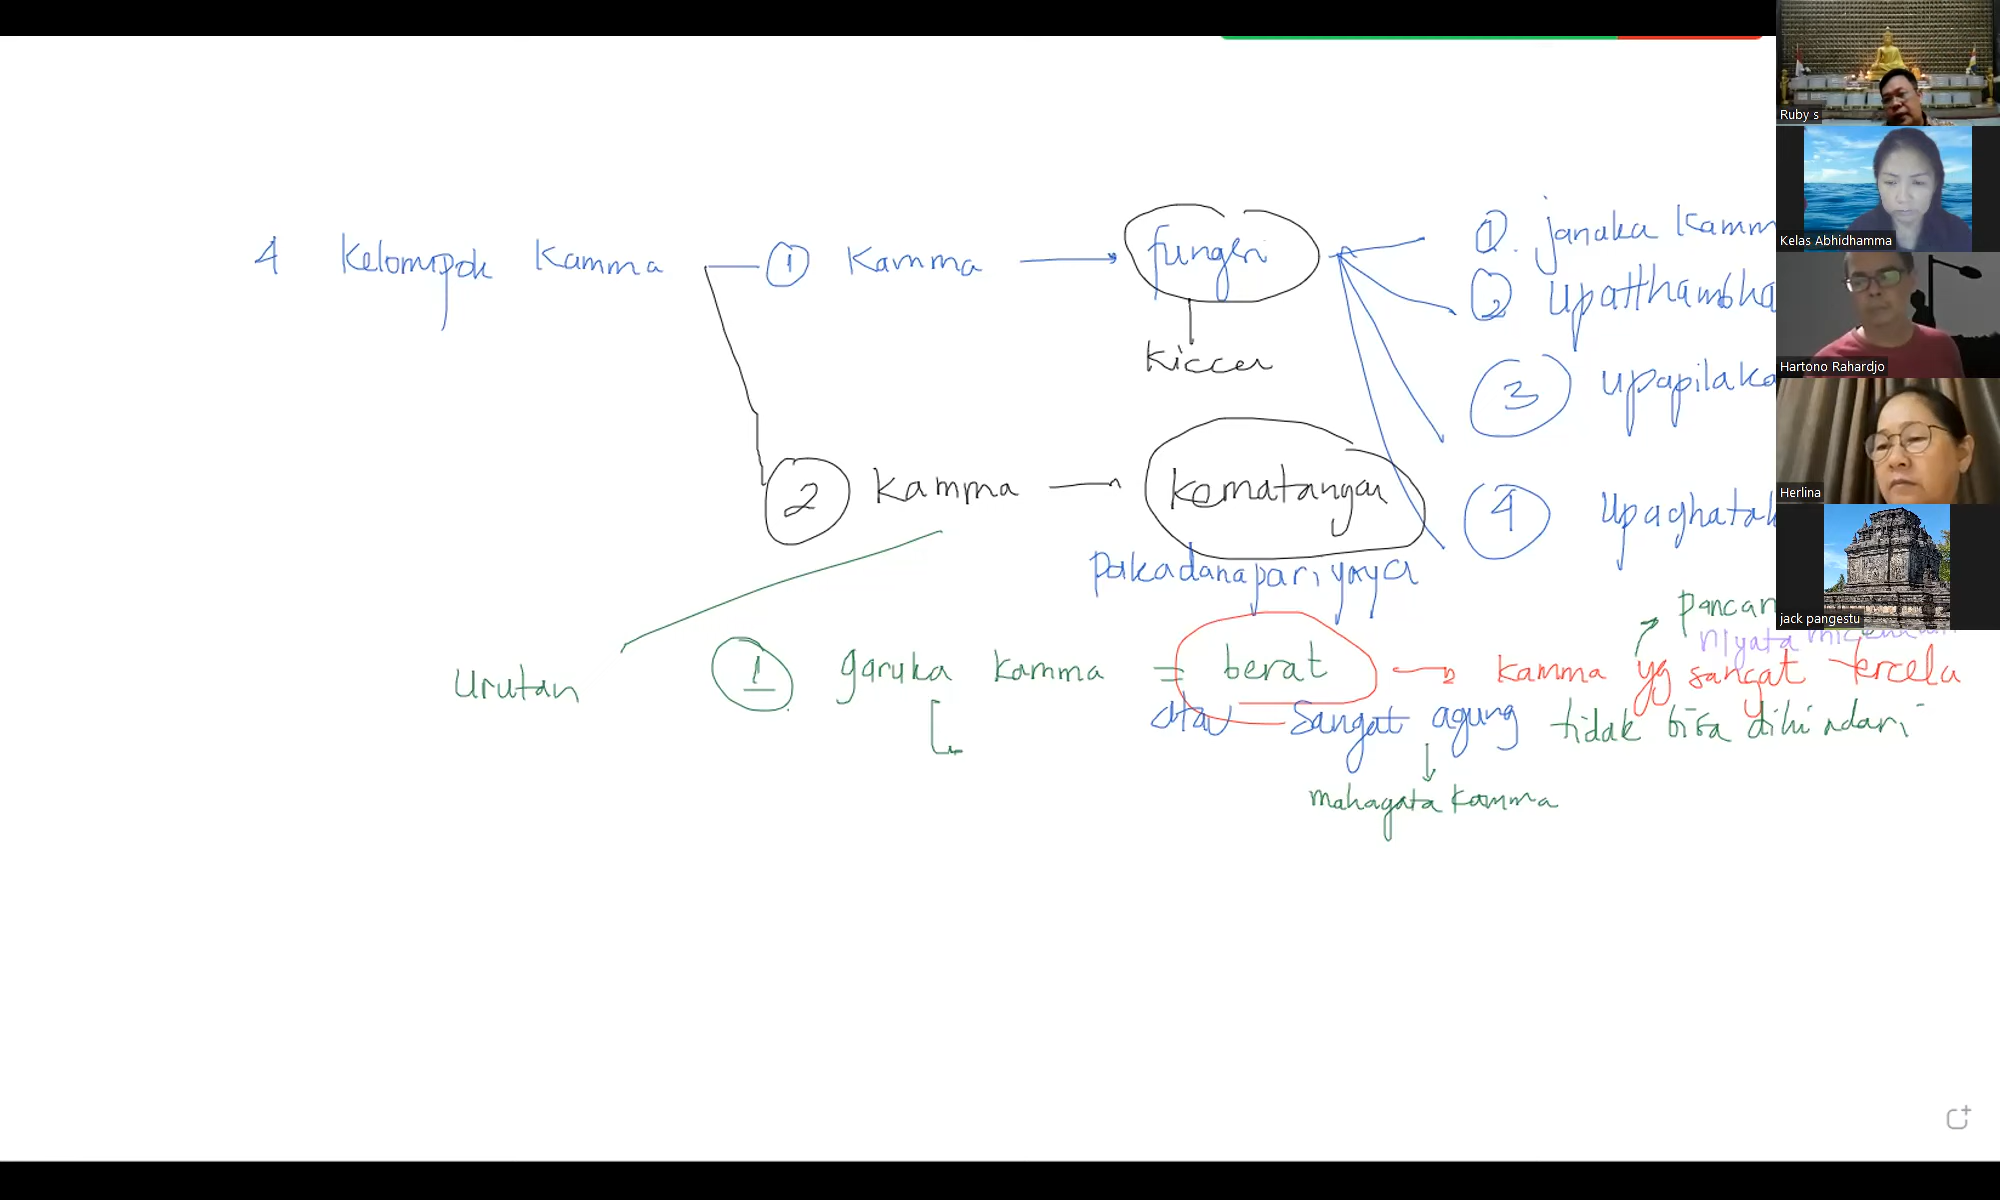 4 Kelompok Kamma ① Kamma fungsi ①. janaka Kamm
② upatthambha
Kicca
③ upapilaka
② Kamma Kematangan ④ upaghatak
pakadanapariyaya
pancan
niyata
urutan ① garuka kamma = berat kamma yg sangat tercela
atau sangat agung tidak bisa dihindari
mahagata kamma
Ruby s
Kelas Abhidhamma
Hartono Rahardjo
Herlina
jack pangestu